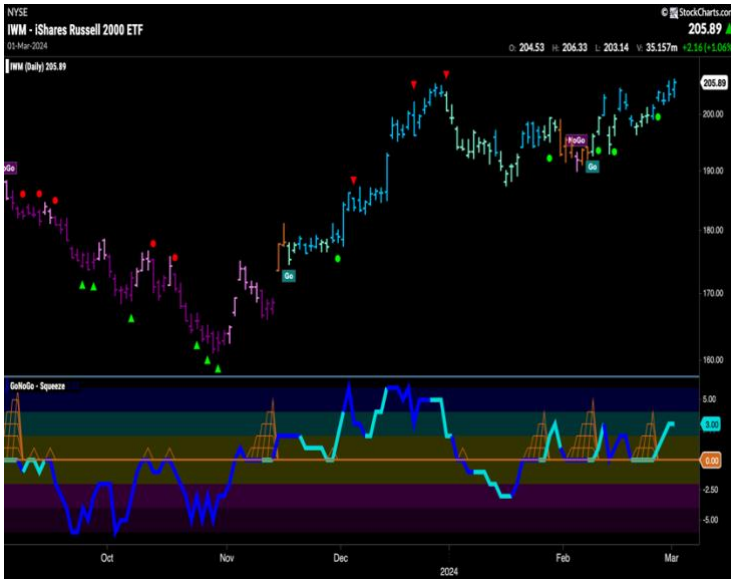 NYSE
© StockCharts.com
IWM - iShares Russell 2000 ETF
205.89
01-Mar-2024
O: 204.53 H: 206.33 L: 203.14 V: 35.157m +2.16 (+1.06%
IWM (Daily) 205.89
205.89
200.00
NoGo
Go
190.00
oGo
180.00
Go
170.00
160.00
GoNoGo - Squeeze
5.00
3.00
0.00
-2.50
-5.00
Oct Nov Dec 2024 Feb Mar